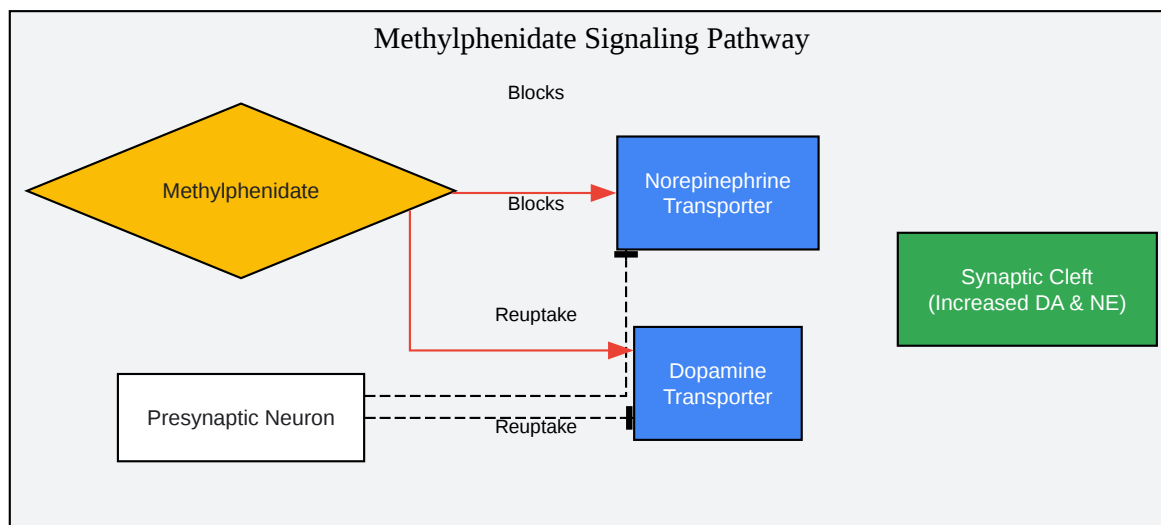 Methylphenidate Signaling Pathway
Blocks
Methylphenidate
Norepinephrine
Transporter
Blocks
Synaptic Cleft
(Increased DA & NE)
Reuptake
Dopamine
Transporter
Presynaptic Neuron
Reuptake